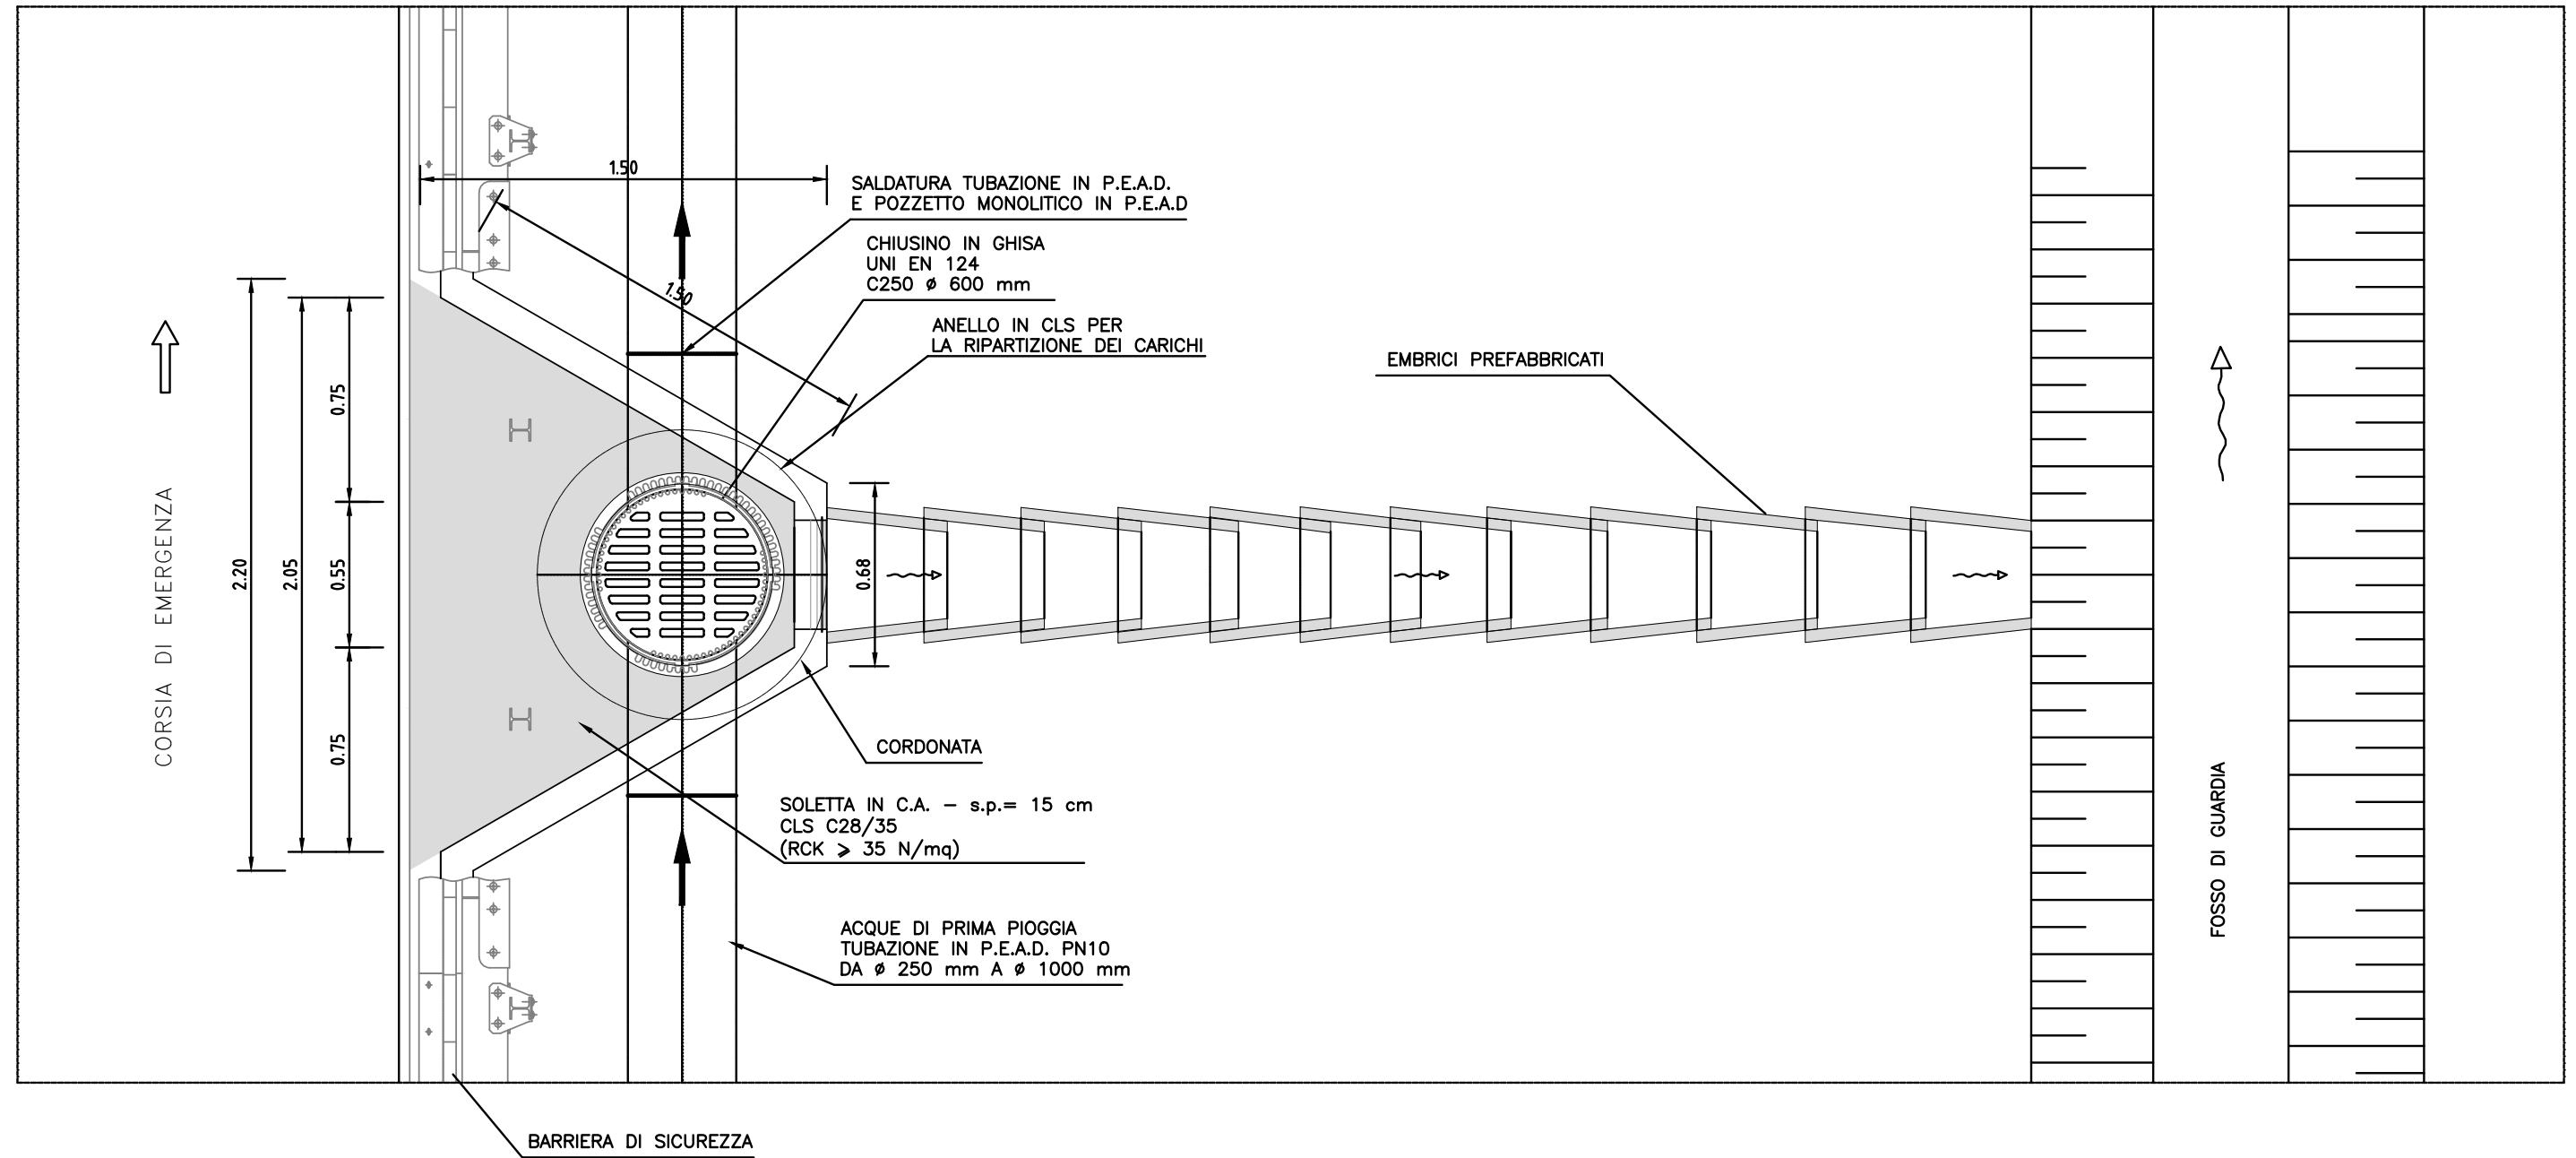 1.50
SALDATURA TUBAZIONE IN P.E.A.D.
E POZZETTO MONOLITICO IN P.E.A.D
CHIUSINO IN GHISA
UNI EN 124
C250 ø 600 mm
1.50
ANELLO IN CLS PER
LA RIPARTIZIONE DEI CARICHI
EMBRICI PREFABBRICATI
CORSIA DI EMERGENZA
2.20
2.05
0.75
0.55
0.75
0.68
CORDONATA
SOLETTA IN C.A. – s.p.= 15 cm
CLS C28/35
(RCK ⩾ 35 N/mq)
ACQUE DI PRIMA PIOGGIA
TUBAZIONE IN P.E.A.D. PN10
DA ø 250 mm A ø 1000 mm
FOSSO DI GUARDIA
BARRIERA DI SICUREZZA